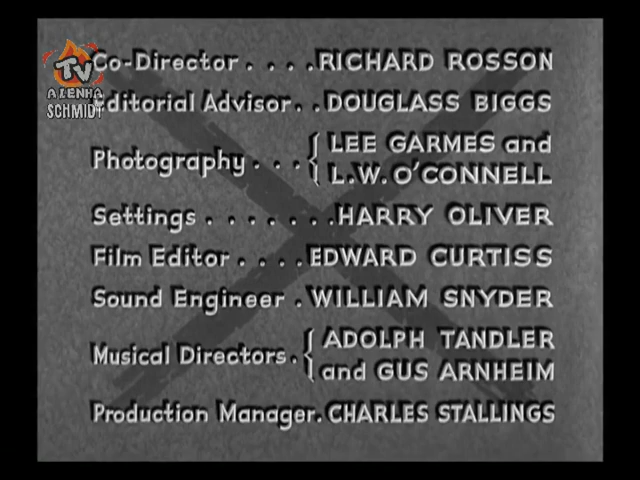 TV
A LENHA
SCHMIDT
Co-Director . . . . RICHARD ROSSON
Editorial Advisor. . DOUGLASS BIGGS
Photography . . . LEE GARMES and
L.W. O'CONNELL
Settings . . . . . . . HARRY OLIVER
Film Editor . . . . EDWARD CURTISS
Sound Engineer . WILLIAM SNYDER
Musical Directors . ADOLPH TANDLER
and GUS ARNHEIM
Production Manager. CHARLES STALLINGS